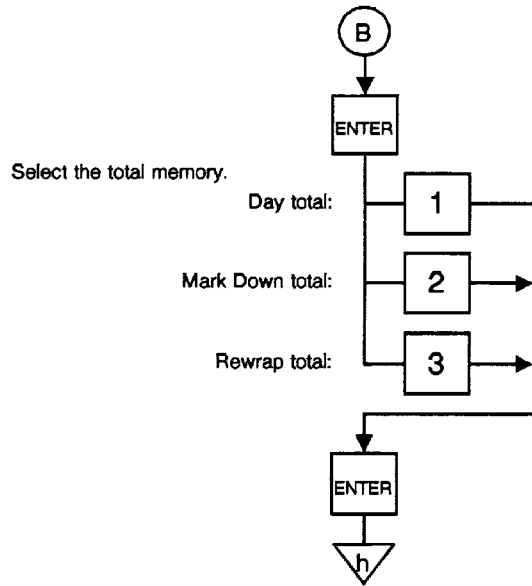 B
ENTER
Select the total memory.
Day total: 1
Mark Down total: 2
Rewrap total: 3
ENTER
h